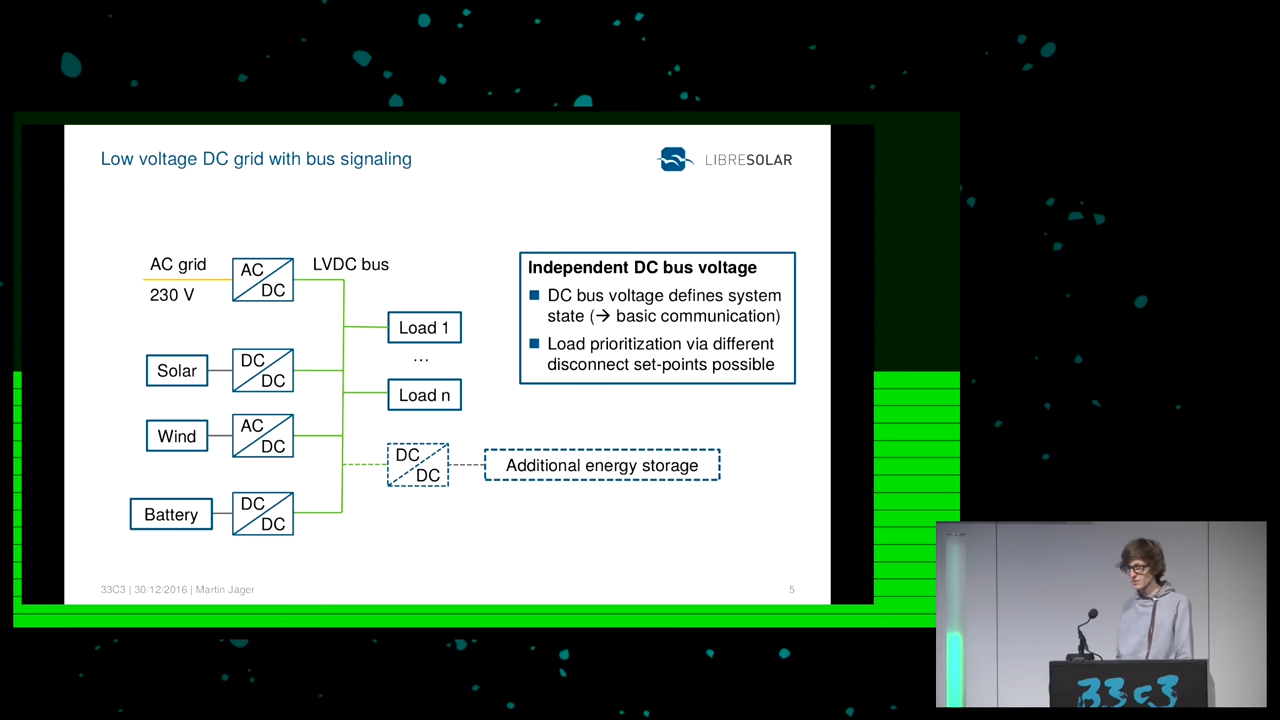 Low voltage DC grid with bus signaling
LIBRESOLAR
AC grid
230 V
AC
DC
LVDC bus
Load 1
...
Load n
Solar
DC
DC
Wind
AC
DC
DC
DC
Additional energy storage
Battery
DC
DC
Independent DC bus voltage
DC bus voltage defines system
state (→ basic communication)
Load prioritization via different
disconnect set-points possible
33C3 | 30/12/2016 | Martin Jäger
5
33c3